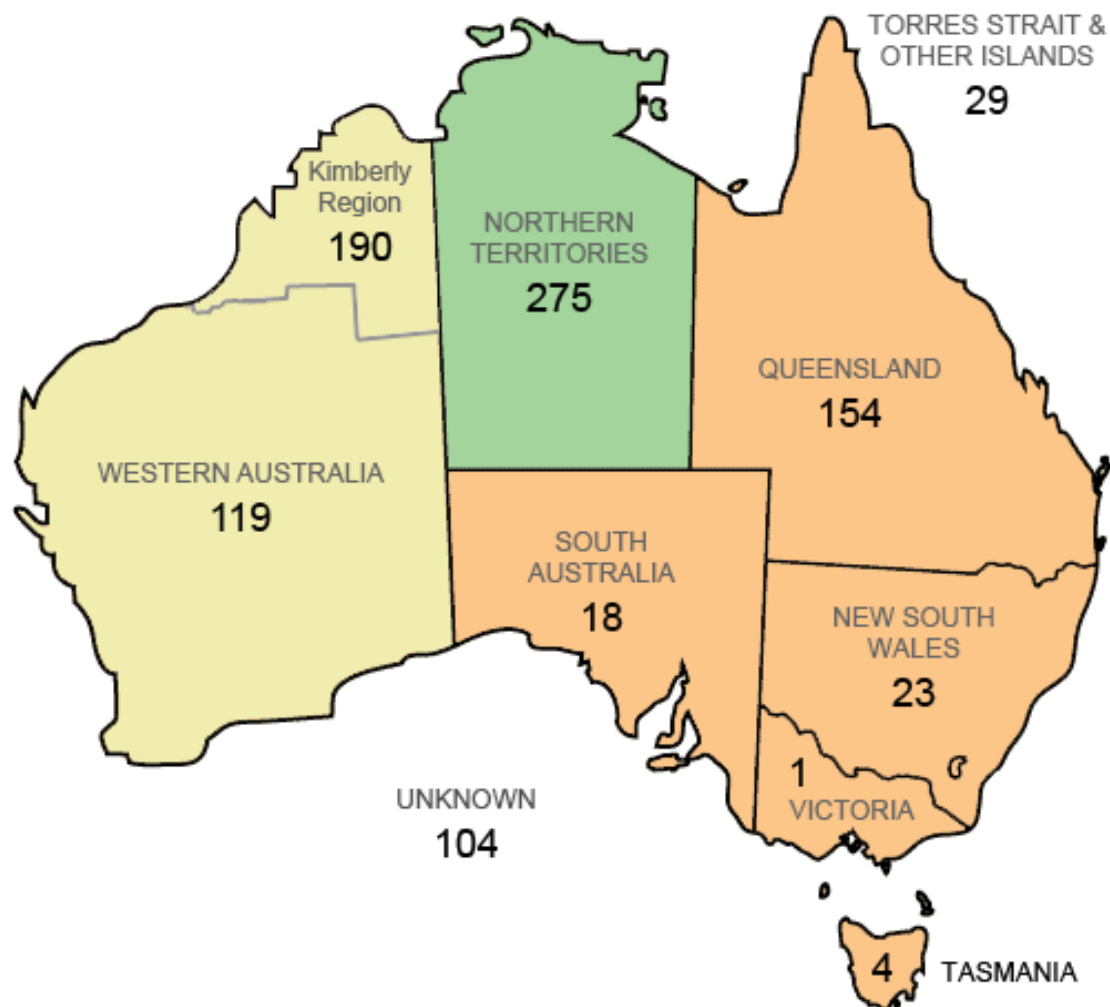 TORRES STRAIT &
OTHER ISLANDS
29
Kimberly
Region
190
NORTHERN
TERRITORIES
275
QUEENSLAND
154
WESTERN AUSTRALIA
119
SOUTH
AUSTRALIA
18
NEW SOUTH
WALES
23
1
VICTORIA
UNKNOWN
104
4 TASMANIA